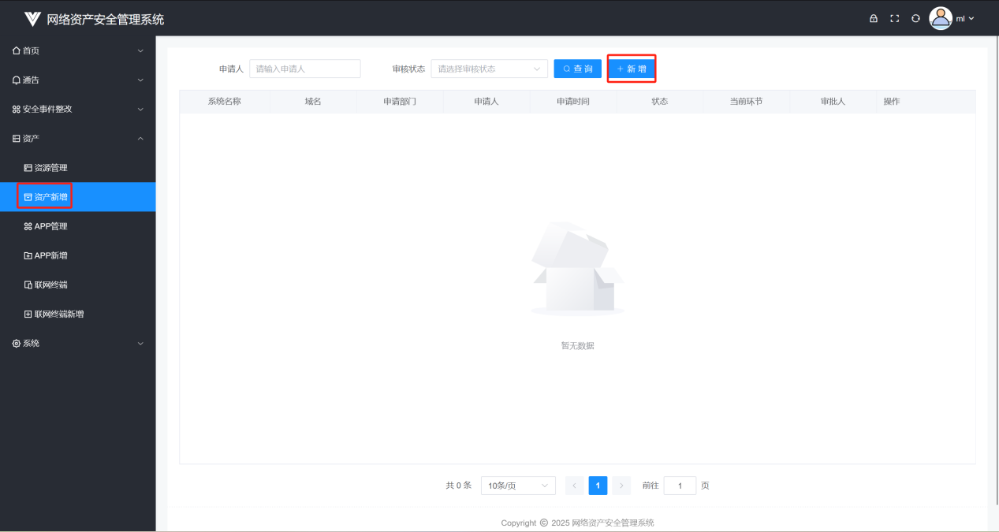 网络资产安全管理系统
ml
首页
通告
安全事件整改
资产
资源管理
资产新增
APP管理
APP新增
联网终端
联网终端新增
系统
申请人 请输入申请人 审核状态 请选择审核状态 查 询 新 增
系统名称 域名 申请部门 申请人 申请时间 状态 当前环节 审批人 操作
暂无数据
共 0 条 10条/页 1 前往 1 页
Copyright © 2025 网络资产安全管理系统